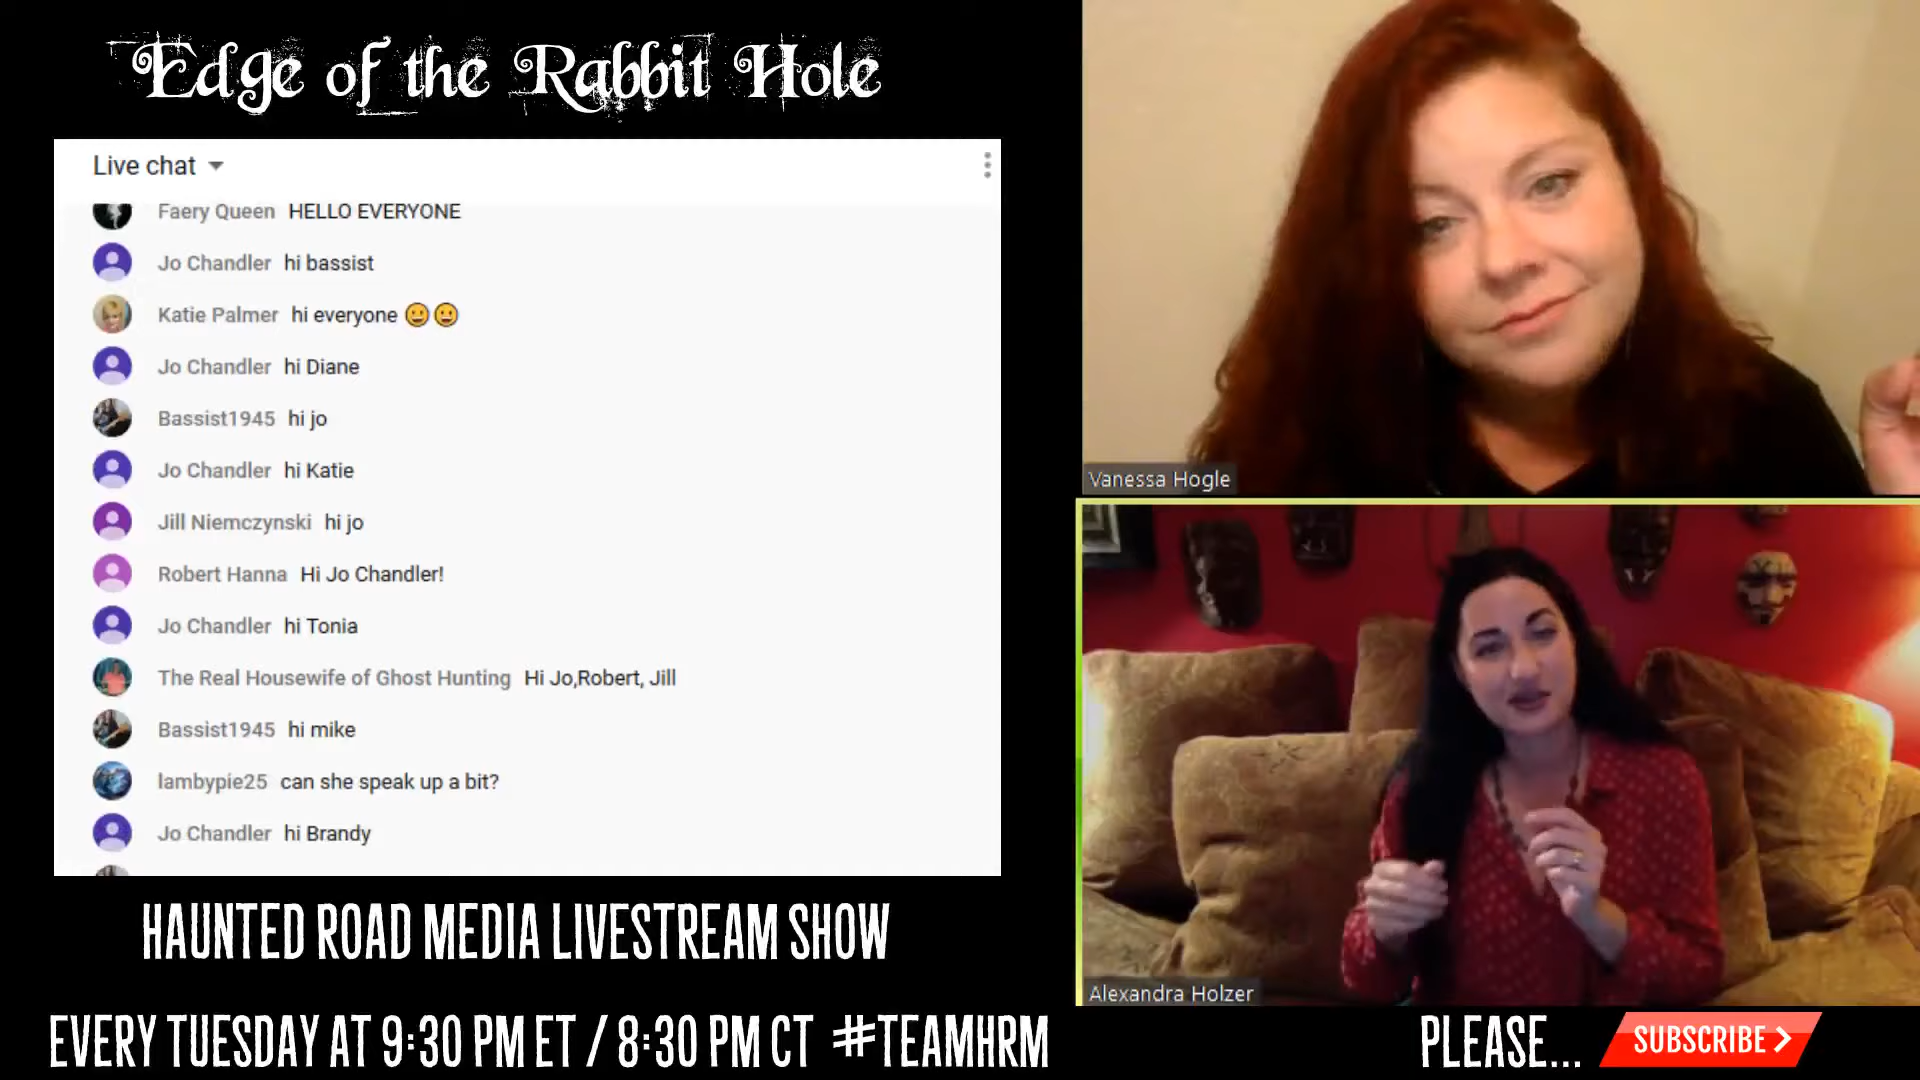 Edge of the Rabbit Hole
Live chat
Faery Queen HELLO EVERYONE
Jo Chandler hi bassist
Katie Palmer hi everyone 😀😀
Jo Chandler hi Diane
Bassist1945 hi jo
Jo Chandler hi Katie
Jill Niemczynski hi jo
Robert Hanna Hi Jo Chandler!
Jo Chandler hi Tonia
The Real Housewife of Ghost Hunting Hi Jo,Robert, Jill
Bassist1945 hi mike
lambypie25 can she speak up a bit?
Jo Chandler hi Brandy
HAUNTED ROAD MEDIA LIVESTREAM SHOW
EVERY TUESDAY AT 9:30 PM ET / 8:30 PM CT #TEAMHRM
Vanessa Hogle
Alexandra Holzer
PLEASE... SUBSCRIBE >